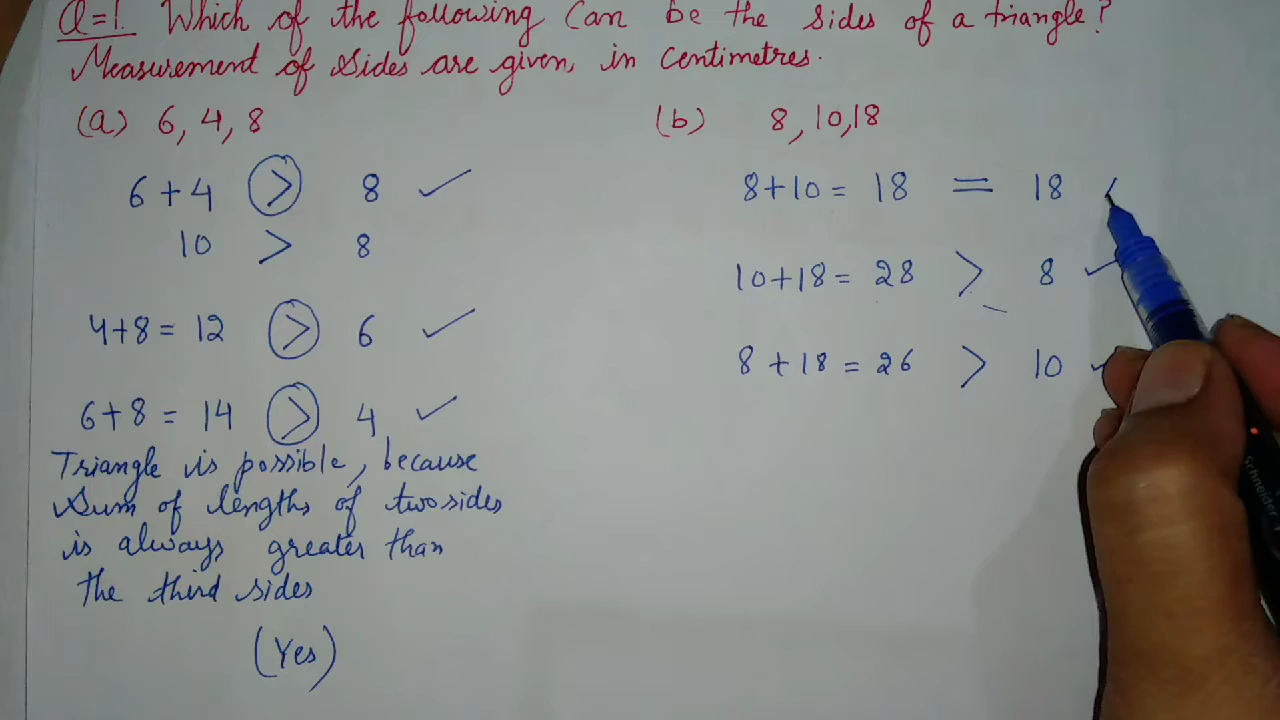 Q=1. Which of the following Can be the Sides of a triangle?
Measurement of Sides are given, in Centimetres.
(a) 6, 4, 8
6 + 4 > 8 ✓
10 > 8
4+8 = 12 > 6 ✓
6+8 = 14 > 4 ✓
Triangle is possible, because
Sum of lengths of two sides
is always greater than
the third sides
(Yes)
(b) 8, 10, 18
8+10 = 18 = 18
10+18 = 28 > 8 ✓
8 + 18 = 26 > 10 ✓
Schneider